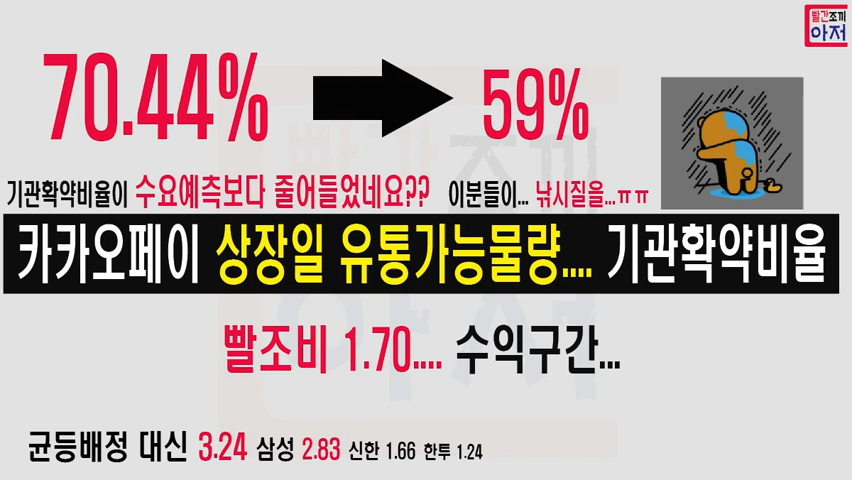 빨간조끼
아저
70.44% 59%
기관확약비율이 수요예측보다 줄어들었네요?? 이분들이... 낚시질을...ㅠㅠ
카카오페이 상장일 유통가능물량.... 기관확약비율
빨조비 1.70.... 수익구간...
균등배정 대신 3.24 삼성 2.83 신한 1.66 한투 1.24